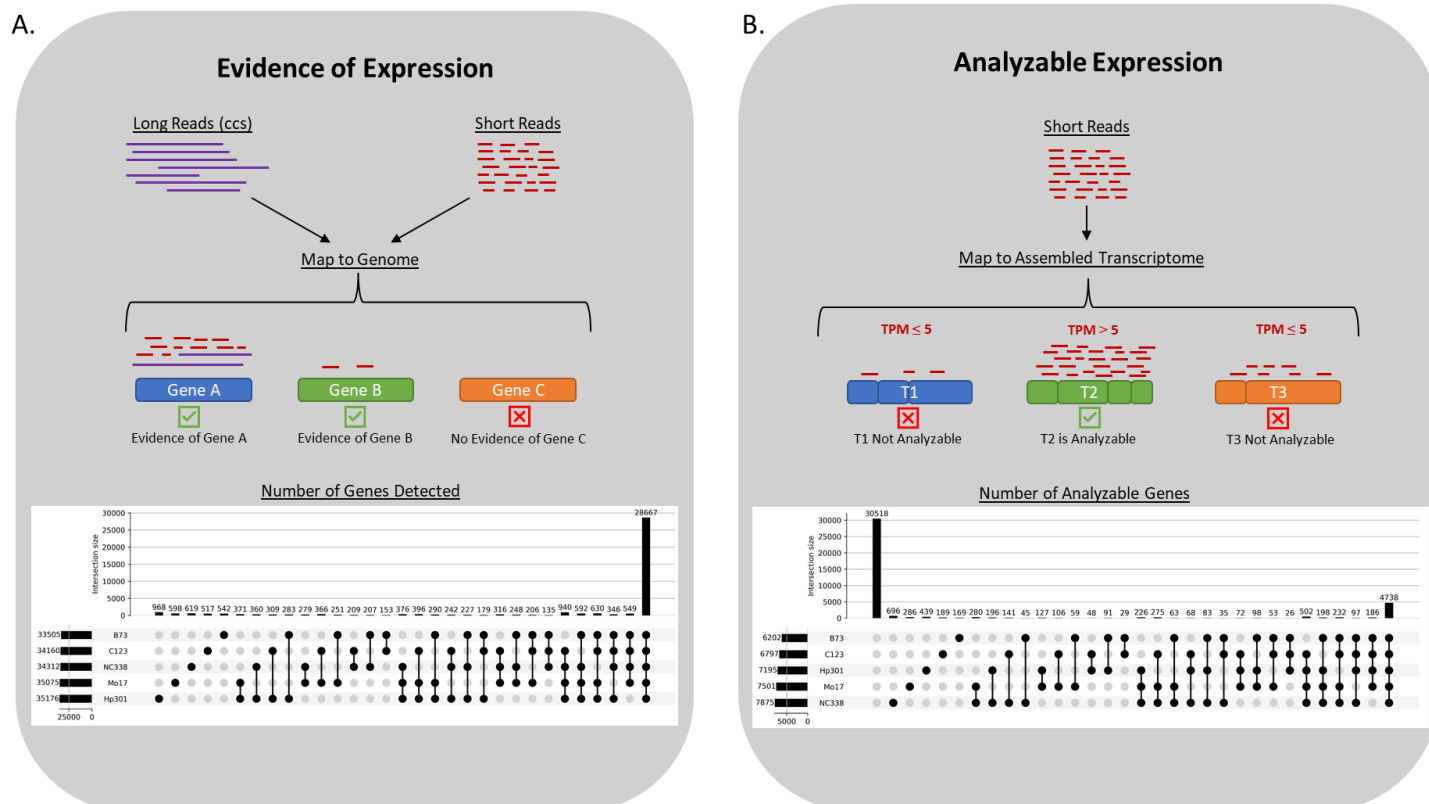 A.
Evidence of Expression
Long Reads (ccs)
Short Reads
Map to Genome
Gene A
Gene B
Gene C
Evidence of Gene A
Evidence of Gene B
No Evidence of Gene C
Number of Genes Detected
30000
25000
20000
15000
10000
5000
0
Intersection size
968 598 619 517 542 371 360 309 283 279 366 251 209 207 153 376 396 290 242 227 179 316 248 206 135 940 592 630 346 549 28667
33505 B73
34160 C123
34312 NC338
35075 Mo17
35176 Hp301
25000 0
B.
Analyzable Expression
Short Reads
Map to Assembled Transcriptome
TPM ≤ 5
TPM > 5
TPM ≤ 5
T1
T2
T3
T1 Not Analyzable
T2 is Analyzable
T3 Not Analyzable
Number of Analyzable Genes
30000
25000
20000
15000
10000
5000
0
Intersection size
30518 696 286 439 189 169 280 196 141 45 127 106 59 48 91 29 226 275 63 68 83 35 72 98 53 26 502 198 232 97 186 4738
6202 B73
6797 C123
7195 Hp301
7501 Mo17
7875 NC338
5000 0